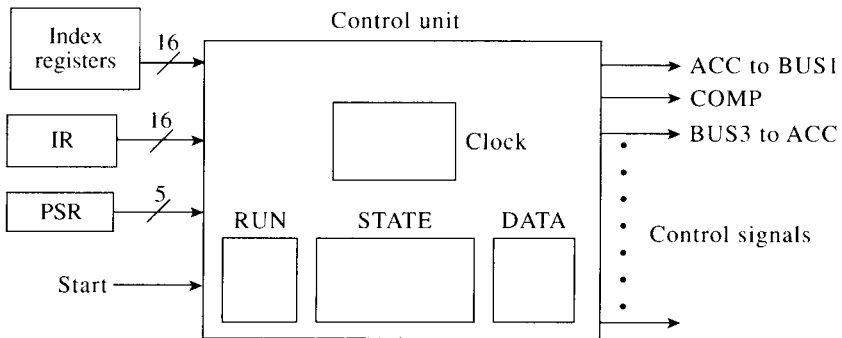 Control unit
Index
registers
16
ACC to BUS1
COMP
IR
16
Clock
BUS3 to ACC
PSR
5
RUN
STATE
DATA
Control signals
Start